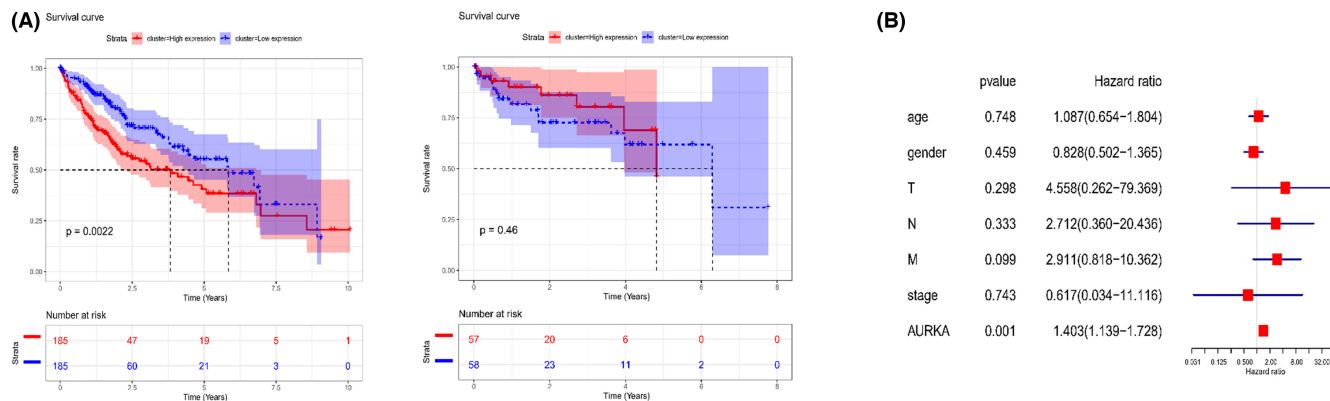 (A)
Survival curve
Strata cluster=High expression cluster=Low expression
Survival rate
1.00
0.75
0.50
0.25
0.00
p = 0.0022
0 2.5 5.0 7.5 10
Time (Years)
Number at risk
Strata
185 47 19 5 1
185 60 21 3 0
0 2.5 5.0 7.5 10
Time (Years)
Survival curve
Strata cluster=High expression cluster=Low expression
Survival rate
1.00
0.75
0.50
0.25
0.00
p = 0.46
0 2 4 6 8
Time (Years)
Number at risk
Strata
57 20 6 0 0
58 23 11 2 0
0 2 4 6 8
Time (Years)
(B)
pvalue Hazard ratio
age 0.748 1.087(0.654−1.804)
gender 0.459 0.828(0.502−1.365)
T 0.298 4.558(0.262−79.369)
N 0.333 2.712(0.360−20.436)
M 0.099 2.911(0.818−10.362)
stage 0.743 0.617(0.034−11.116)
AURKA 0.001 1.403(1.139−1.728)
0.125 0.500 2.00 8.00 32.00
Hazard ratio